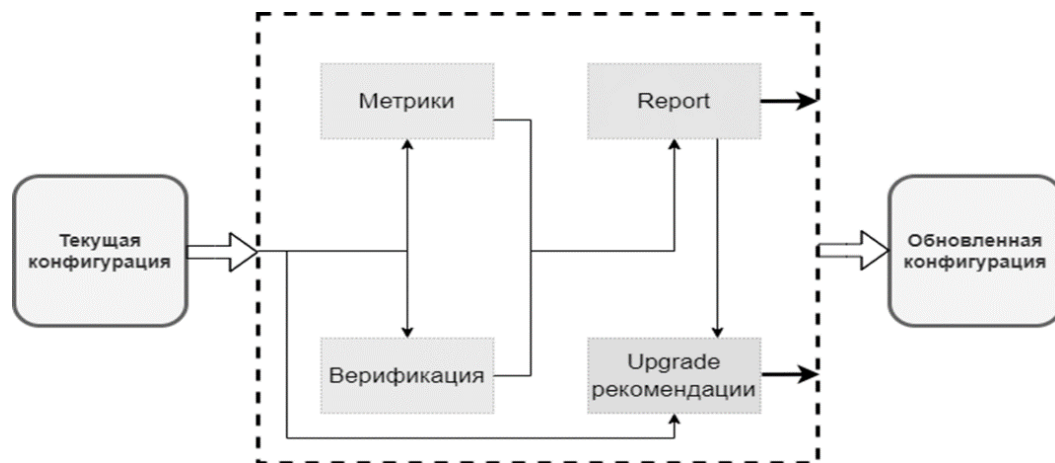 Текущая
конфигурация
Метрики
Верификация
Report
Upgrade
рекомендации
Обновленная
конфигурация